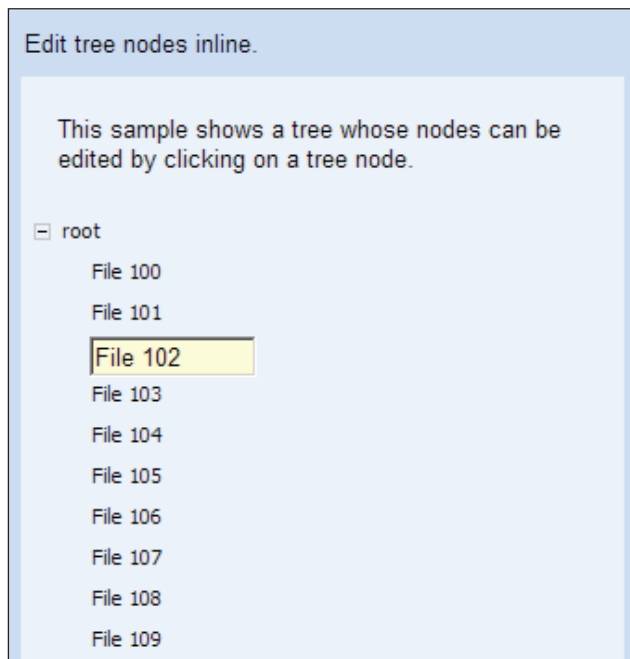 Edit tree nodes inline.
This sample shows a tree whose nodes can be
edited by clicking on a tree node.
root
File 100
File 101
File 102
File 103
File 104
File 105
File 106
File 107
File 108
File 109